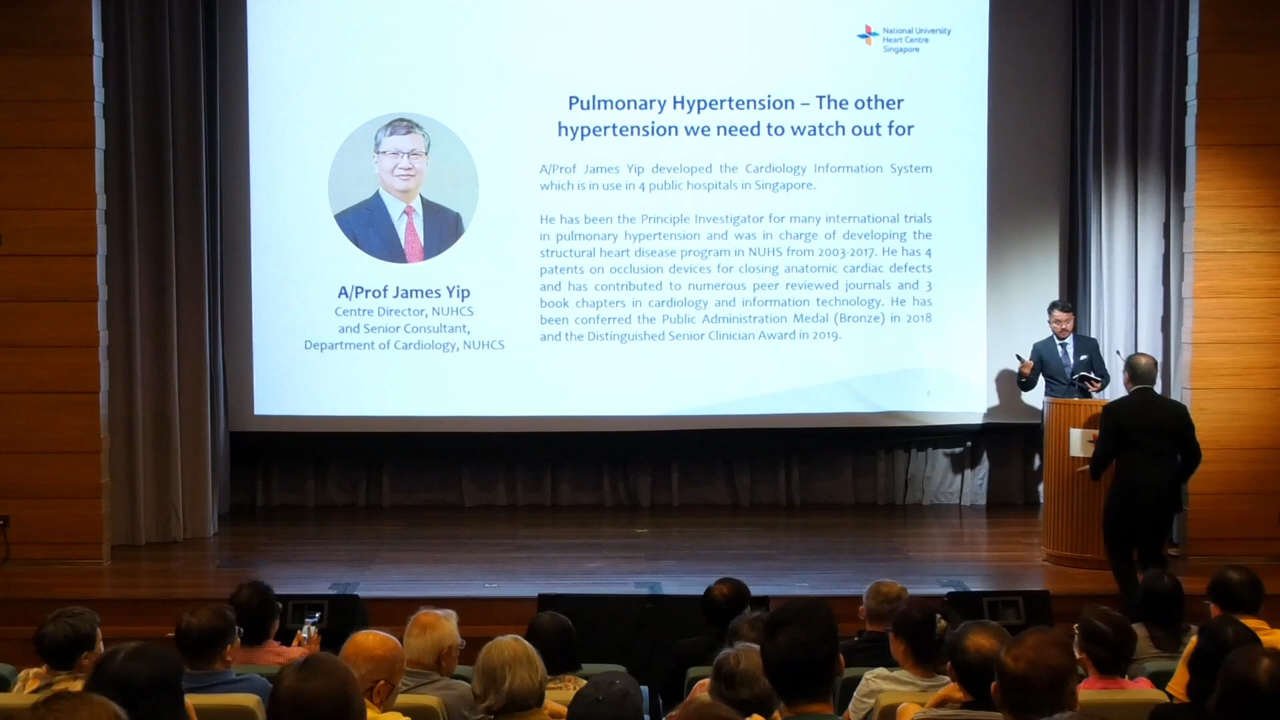 National University
Heart Centre
Singapore
Pulmonary Hypertension – The other
hypertension we need to watch out for
A/Prof James Yip developed the Cardiology Information System
which is in use in 4 public hospitals in Singapore.
He has been the Principle Investigator for many international trials
in pulmonary hypertension and was in charge of developing the
structural heart disease program in NUHS from 2003-2017. He has 4
patents on occlusion devices for closing anatomic cardiac defects
and has contributed to numerous peer reviewed journals and 3
book chapters in cardiology and information technology. He has
been conferred the Public Administration Medal (Bronze) in 2018
and the Distinguished Senior Clinician Award in 2019.
A/Prof James Yip
Centre Director, NUHCS
and Senior Consultant,
Department of Cardiology, NUHCS